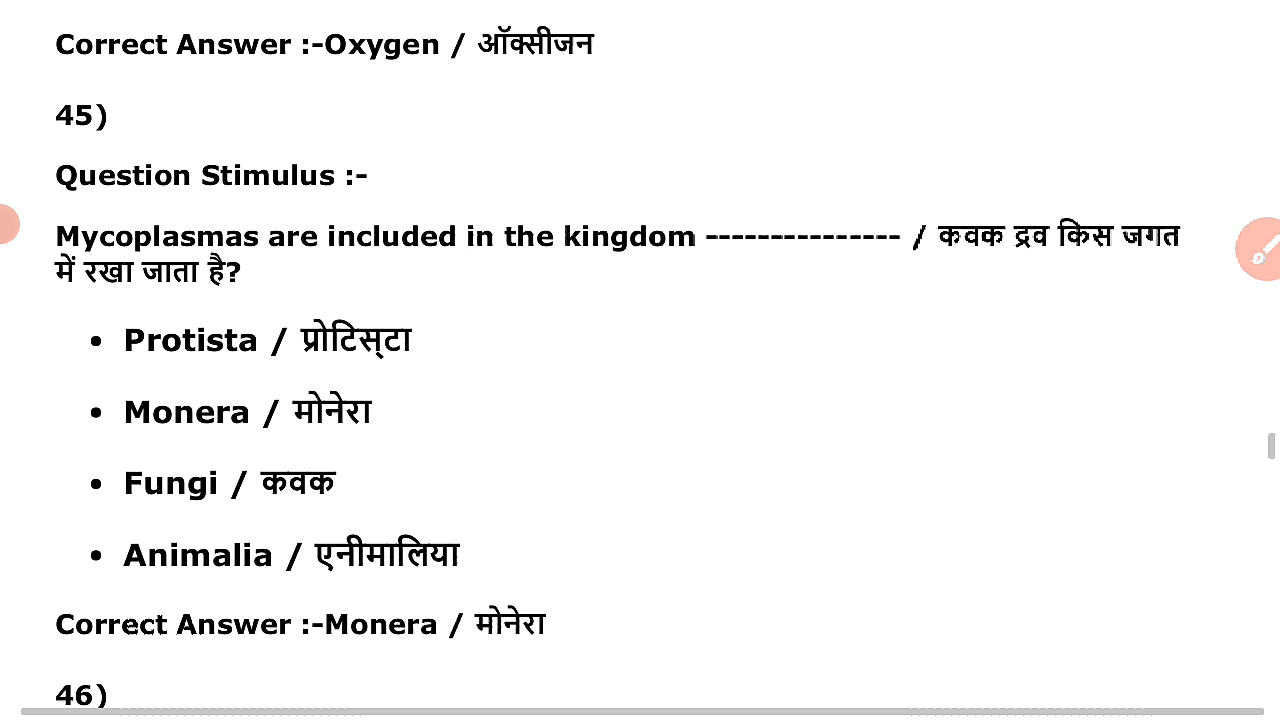 Correct Answer :-Oxygen / ऑक्सीजन
45)
Question Stimulus :-
Mycoplasmas are included in the kingdom --------------- / कवक द्रव किस जगत
में रखा जाता है?
• Protista / प्रोटिस्टा
• Monera / मोनेरा
• Fungi / कवक
• Animalia / एनीमालिया
Correct Answer :-Monera / मोनेरा
46)